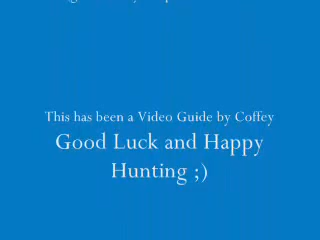 This has been a Video Guide by Coffey
Good Luck and Happy
Hunting ;)